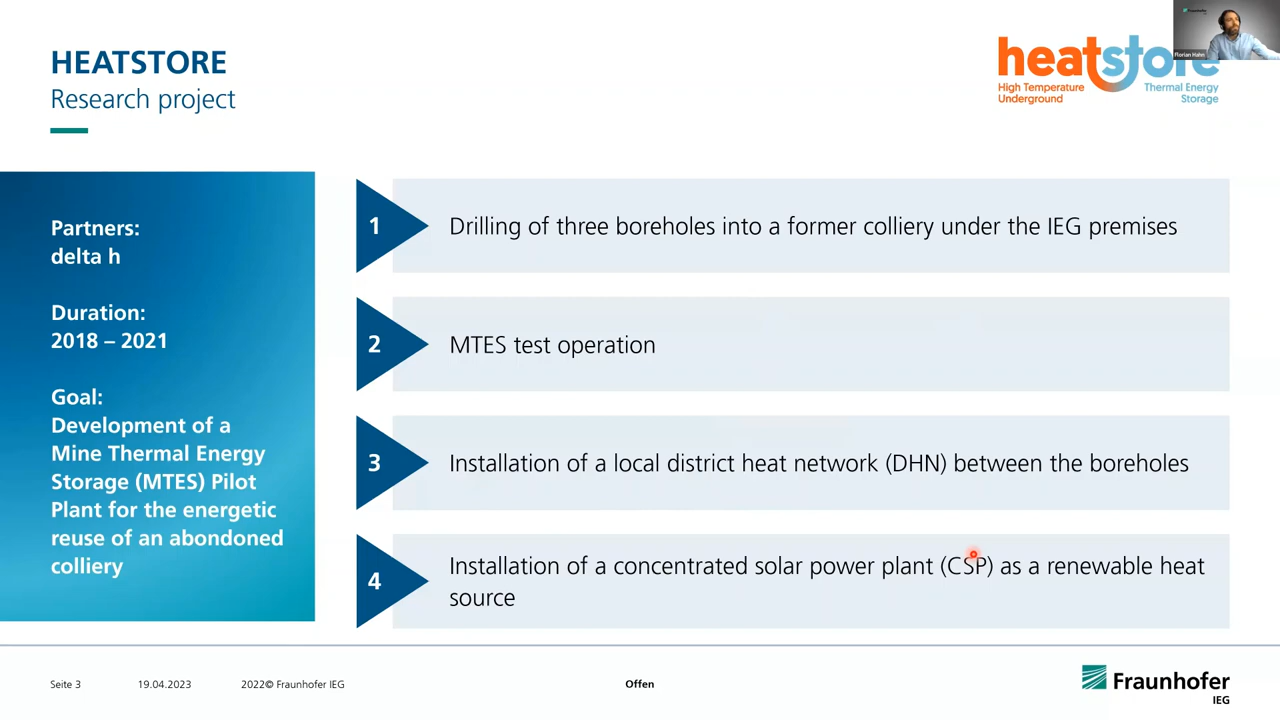 HEATSTORE
Research project
heatstore
High Temperature
Underground
Thermal Energy
Storage
Fraunhofer
Florian Hahn
Partners:
delta h
Duration:
2018 – 2021
Goal:
Development of a
Mine Thermal Energy
Storage (MTES) Pilot
Plant for the energetic
reuse of an abondoned
colliery
1
Drilling of three boreholes into a former colliery under the IEG premises
2
MTES test operation
3
Installation of a local district heat network (DHN) between the boreholes
4
Installation of a concentrated solar power plant (CSP) as a renewable heat
source
Seite 3
19.04.2023
2022© Fraunhofer IEG
Offen
Fraunhofer
IEG